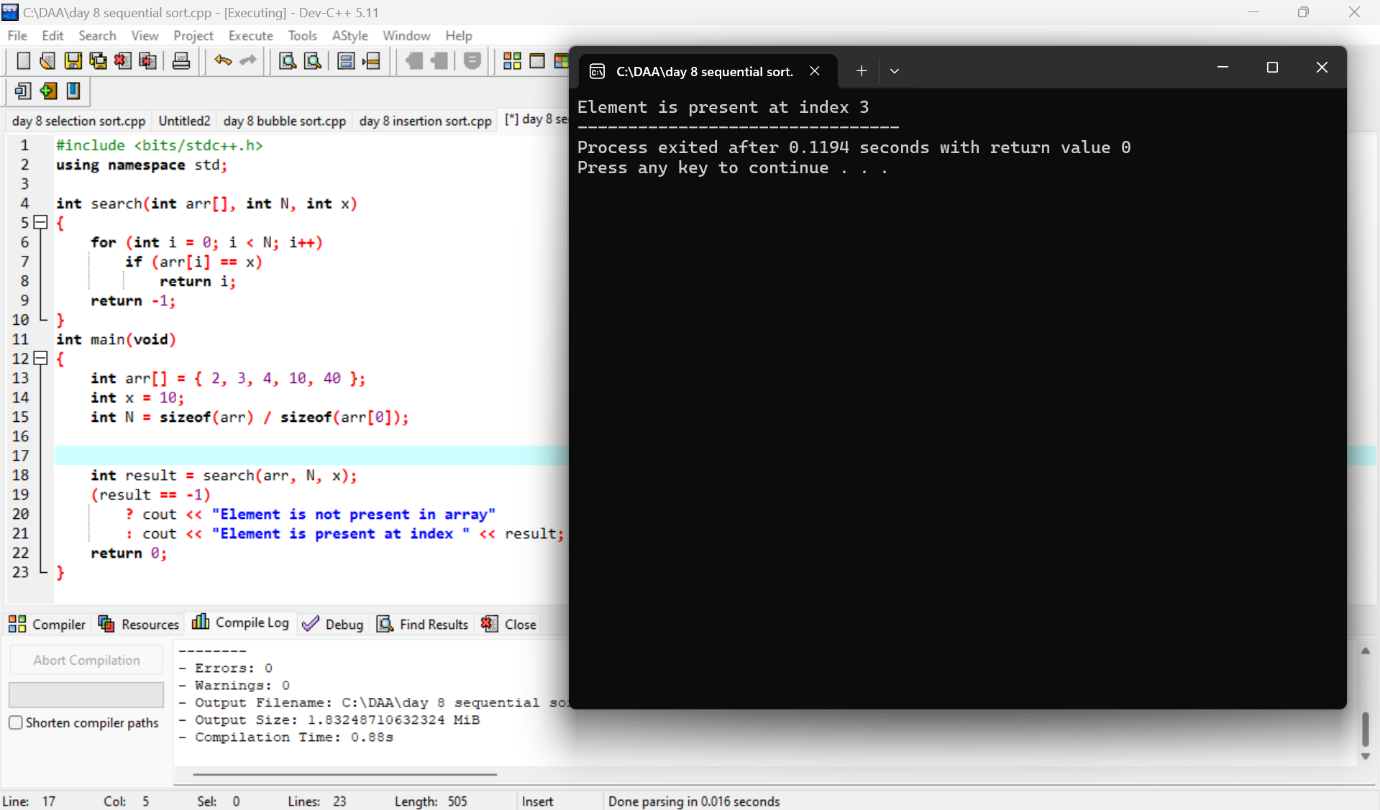 C:\DAA\day 8 sequential sort.cpp - [Executing] - Dev-C++ 5.11
File Edit Search View Project Execute Tools AStyle Window Help
day 8 selection sort.cpp Untitled2 day 8 bubble sort.cpp day 8 insertion sort.cpp [*] day 8 se
1 #include <bits/stdc++.h>
2 using namespace std;
3
4 int search(int arr[], int N, int x)
5 {
6 for (int i = 0; i < N; i++)
7 if (arr[i] == x)
8 return i;
9 return -1;
10 }
11 int main(void)
12 {
13 int arr[] = { 2, 3, 4, 10, 40 };
14 int x = 10;
15 int N = sizeof(arr) / sizeof(arr[0]);
16
17
18 int result = search(arr, N, x);
19 (result == -1)
20 ? cout << "Element is not present in array"
21 : cout << "Element is present at index " << result;
22 return 0;
23 }
C:\DAA\day 8 sequential sort.
Element is present at index 3
--------------------------------
Process exited after 0.1194 seconds with return value 0
Press any key to continue . . .
Compiler Resources Compile Log Debug Find Results Close
Abort Compilation
Shorten compiler paths
--------
- Errors: 0
- Warnings: 0
- Output Filename: C:\DAA\day 8 sequential so
- Output Size: 1.83248710632324 MiB
- Compilation Time: 0.88s
Line: 17 Col: 5 Sel: 0 Lines: 23 Length: 505 Insert Done parsing in 0.016 seconds